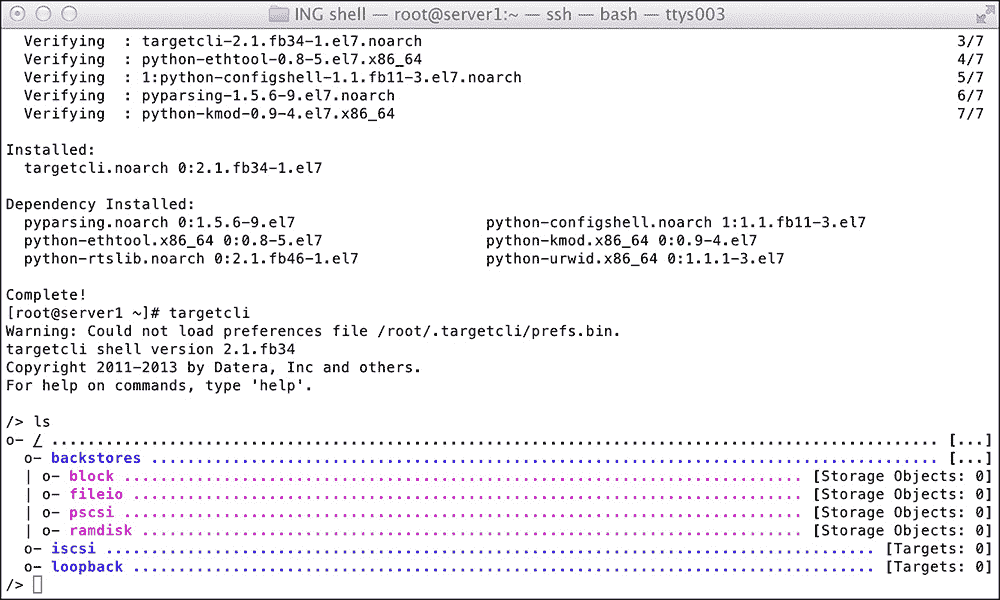 ING shell — root@server1:~ — ssh — bash — ttys003
  Verifying  : targetcli-2.1.fb34-1.el7.noarch                                                           3/7
  Verifying  : python-ethtool-0.8-5.el7.x86_64                                                           4/7
  Verifying  : 1:python-configshell-1.1.fb11-3.el7.noarch                                                5/7
  Verifying  : pyparsing-1.5.6-9.el7.noarch                                                              6/7
  Verifying  : python-kmod-0.9-4.el7.x86_64                                                              7/7

Installed:
  targetcli.noarch 0:2.1.fb34-1.el7

Dependency Installed:
  pyparsing.noarch 0:1.5.6-9.el7                     python-configshell.noarch 1:1.1.fb11-3.el7
  python-ethtool.x86_64 0:0.8-5.el7                  python-kmod.x86_64 0:0.9-4.el7
  python-rtslib.noarch 0:2.1.fb46-1.el7              python-urwid.x86_64 0:1.1.1-3.el7

Complete!
[root@server1 ~]# targetcli
Warning: Could not load preferences file /root/.targetcli/prefs.bin.
targetcli shell version 2.1.fb34
Copyright 2011-2013 by Datera, Inc and others.
For help on commands, type 'help'.

/> ls
o- / .................................................................................................. [...]
  o- backstores ....................................................................................... [...]
  | o- block ........................................................................... [Storage Objects: 0]
  | o- fileio .......................................................................... [Storage Objects: 0]
  | o- pscsi ........................................................................... [Storage Objects: 0]
  | o- ramdisk ......................................................................... [Storage Objects: 0]
  o- iscsi ..................................................................................... [Targets: 0]
  o- loopback .................................................................................. [Targets: 0]
/>